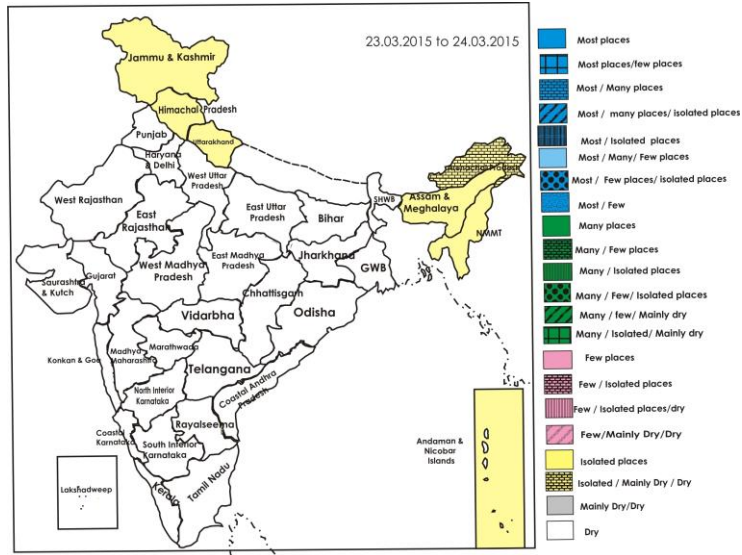 23.03.2015 to 24.03.2015
Jammu & Kashmir
Himachal Pradesh
Punjab
Uttarakhand
Haryana
& Delhi
West Uttar
Pradesh
West Rajasthan
East
Rajasthan
East Uttar
Pradesh
Bihar
SHWB
Assam &
Meghalaya
NMMT
Saurashtra
& Kutch
Gujarat
West Madhya
Pradesh
East Madhya
Pradesh
Jharkhand
GWB
Chhattisgarh
Odisha
Vidarbha
Konkan & Goa
Madhya
Maharashtra
Marathwada
Telangana
North Interior
Karnataka
Coastal Andhra
Pradesh
Coastal
Karnataka
Rayalseema
South Interior
Karnataka
Kerala
Tamil Nadu
Lakshadweep
Andaman &
Nicobar
Islands
Most places
Most places/few places
Most / Many places
Most / many places/isolated places
Most / Isolated places
Most / Many/ Few places
Most / Few places/isolated places
Most / Few
Many places
Many / Few places
Many / Isolated places
Many / Few/ Isolated places
Many / few/ Mainly dry
Many / Isolated/ Mainly dry
Few places
Few / Isolated places
Few / Isolated places/dry
Few/Mainly Dry/Dry
Isolated places
Isolated / Mainly Dry / Dry
Mainly Dry/Dry
Dry